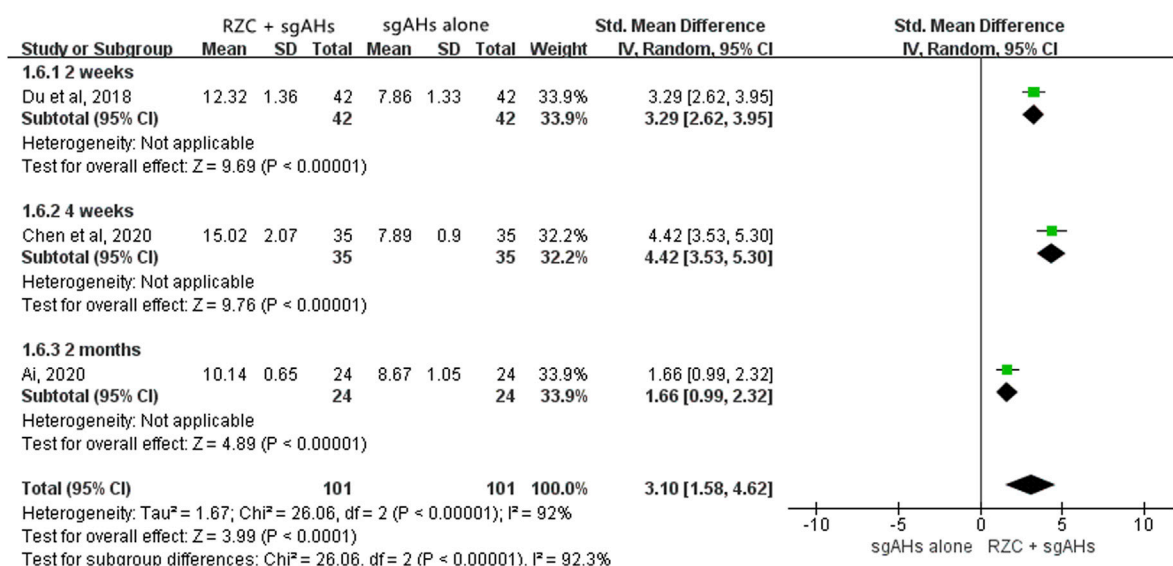 RZC + sgAHs sgAHs alone Std. Mean Difference Std. Mean Difference
Study or Subgroup Mean SD Total Mean SD Total Weight IV, Random, 95% CI IV, Random, 95% CI
1.6.1 2 weeks
Du et al, 2018 12.32 1.36 42 7.86 1.33 42 33.9% 3.29 [2.62, 3.95]
Subtotal (95% CI) 42 42 33.9% 3.29 [2.62, 3.95]
Heterogeneity: Not applicable
Test for overall effect: Z = 9.69 (P < 0.00001)
1.6.2 4 weeks
Chen et al, 2020 15.02 2.07 35 7.89 0.9 35 32.2% 4.42 [3.53, 5.30]
Subtotal (95% CI) 35 35 32.2% 4.42 [3.53, 5.30]
Heterogeneity: Not applicable
Test for overall effect: Z = 9.76 (P < 0.00001)
1.6.3 2 months
Ai, 2020 10.14 0.65 24 8.67 1.05 24 33.9% 1.66 [0.99, 2.32]
Subtotal (95% CI) 24 24 33.9% 1.66 [0.99, 2.32]
Heterogeneity: Not applicable
Test for overall effect: Z = 4.89 (P < 0.00001)
Total (95% CI) 101 101 100.0% 3.10 [1.58, 4.62]
Heterogeneity: Tau² = 1.67; Chi² = 26.06, df = 2 (P < 0.00001); I² = 92%
Test for overall effect: Z = 3.99 (P < 0.0001)
Test for subgroup differences: Chi² = 26.06, df = 2 (P < 0.00001), I² = 92.3%
-10 -5 0 5 10
sgAHs alone RZC + sgAHs